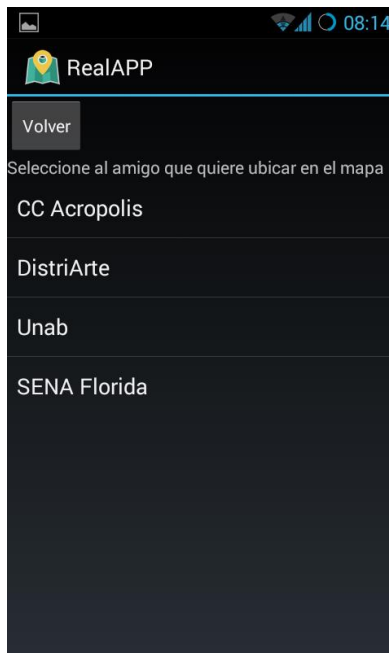 08:14
RealAPP
Volver
Seleccione al amigo que quiere ubicar en el mapa
CC Acropolis
DistriArte
Unab
SENA Florida